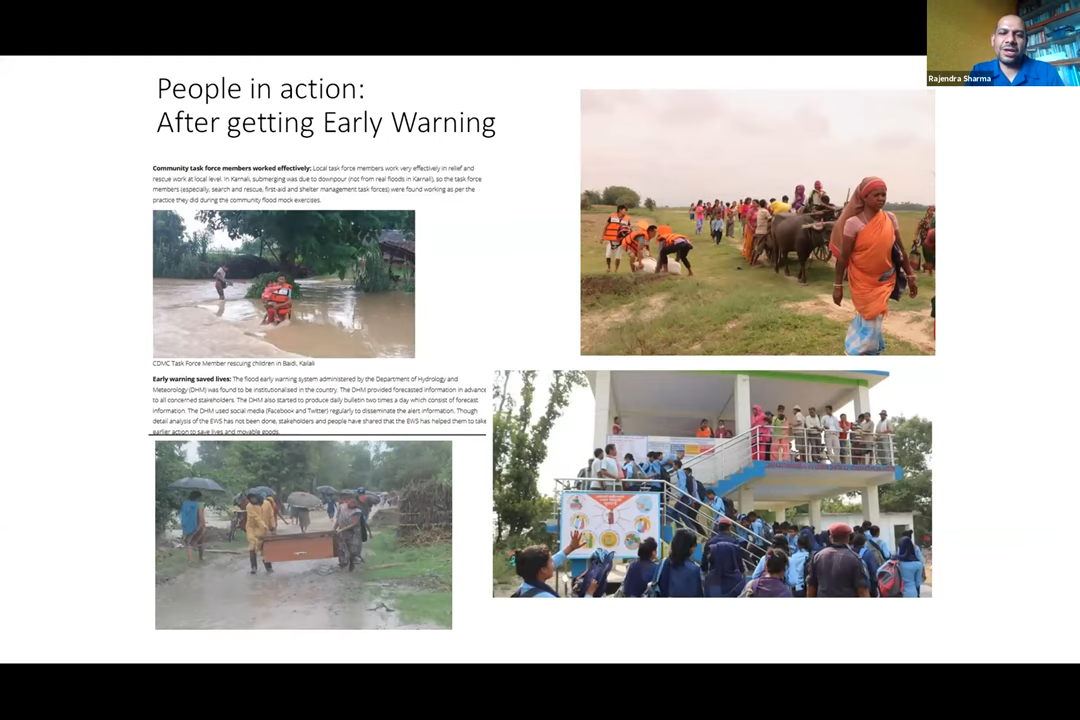 People in action:
After getting Early Warning
Community task force members worked effectively: Local task force members work very effectively in relief and
rescue work at local level. In Karnali, submerging was due to downpour (not from real floods in Karnali), so the task force
members (especially, search and rescue, first-aid and shelter management task forces) were found working as per the
practice they did during the community flood mock exercises.
CDMC Task Force Member rescuing children in Baidi, Kailali
Early warning saved lives: The flood early warning system administered by the Department of Hydrology and
Meteorology (DHM) was found to be institutionalised in the country. The DHM provided forecasted information in advance
to all concerned stakeholders. The DHM also started to produce daily bulletin two times a day which consist of forecast
information. The DHM used social media (Facebook and Twitter) regularly to disseminate the alert information. Though
detail analysis of the EWS has not been done, stakeholders and people have shared that the EWS has helped them to take
earlier action to save lives and movable goods.
Rajendra Sharma